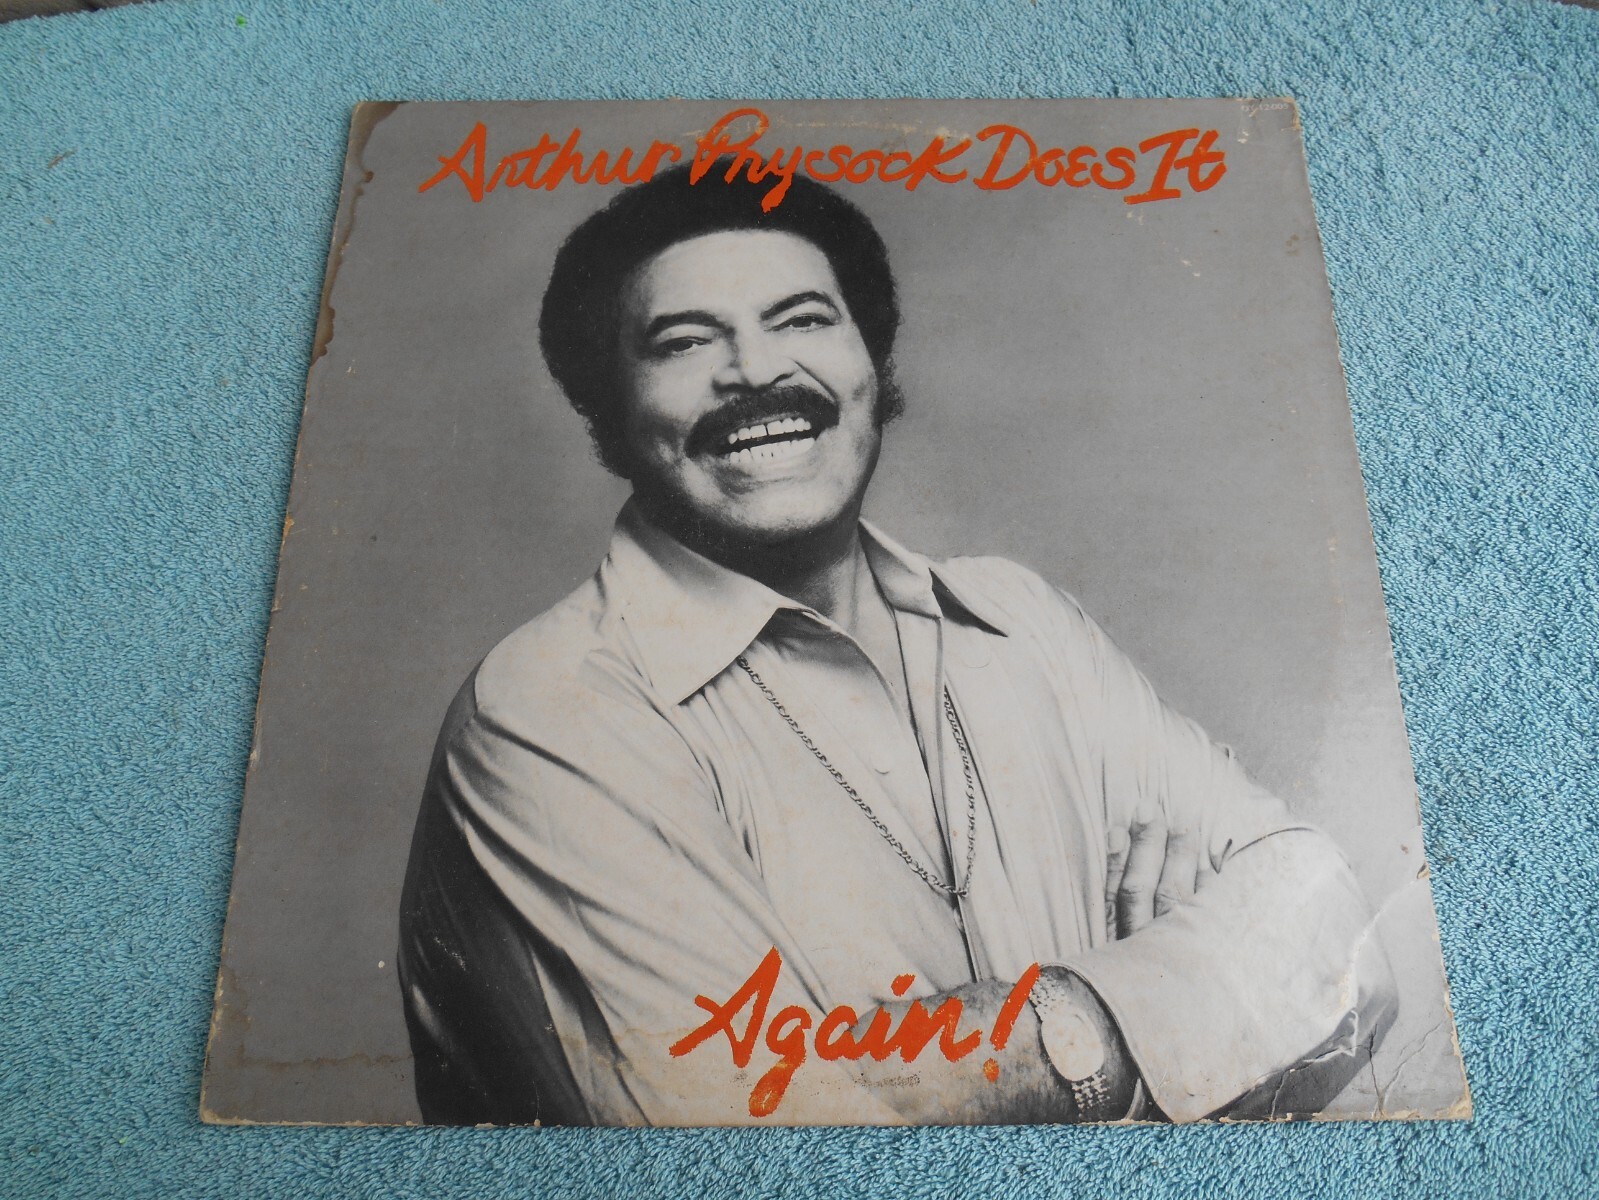 Arthur Prysock Does It
Again!